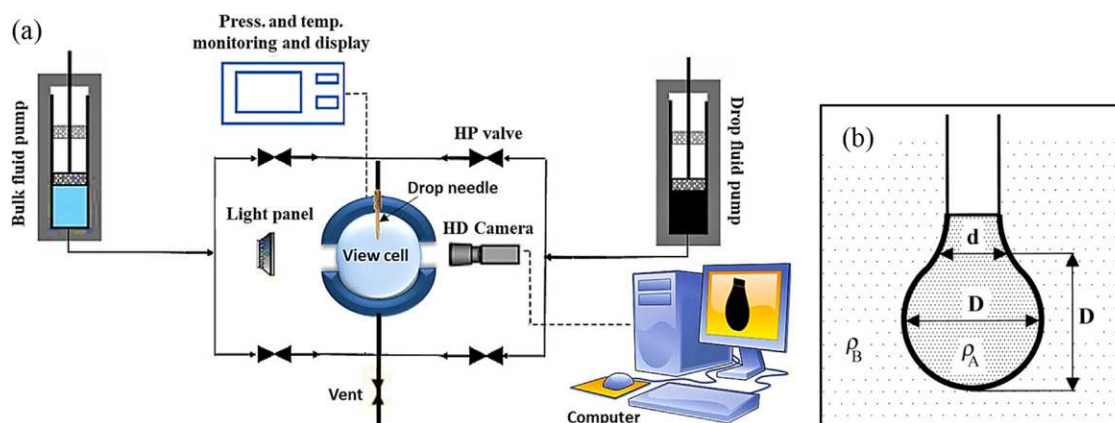 (a)
Press. and temp.
monitoring and display
Bulk fluid pump
HP valve
Drop fluid pump
Drop needle
Light panel
HD Camera
View cell
Vent
Computer
(b)
d
D
D
ρB
ρA